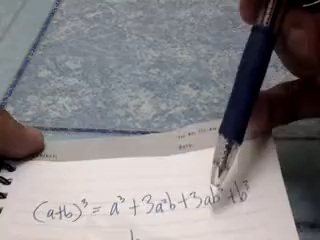 (a+b)³ = a³ + 3a²b + 3ab² + b³